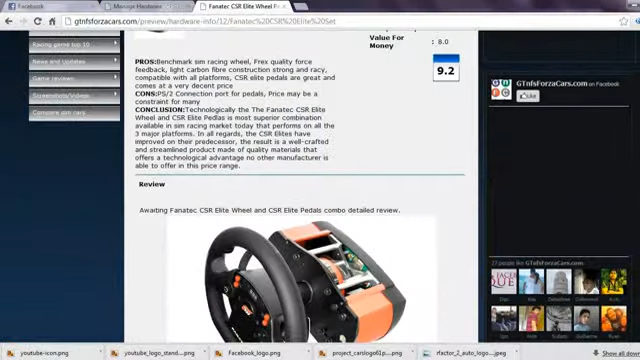 Facebook
Manage Hardware
Fanatec CSR Elite Wheel F
gtnfsforzacars.com/preview/hardware-info/12/Fanatec%20CSR%20Elite%20Set
Racing game top 10
News and Updates
Game reviews
Screenshots/Videos
Compare sim cars
Value For
Money
: 8.0
9.2
PROS:Benchmark sim racing wheel, Frex quality force
feedback, light carbon fibre construction strong and racy,
compatible with all platforms, CSR elite pedals are great and
comes at a very decent price
CONS:PS/2 Connection port for pedals, Price may be a
constraint for many
CONCLUSION:Technologically the The Fanatec CSR Elite
Wheel and CSR Elite Pedlas is most superior combination
available in sim racing market today that performs on all the
3 major platforms. In all regards, the CSR Elites have
improved on their predecessor, the result is a well-crafted
and streamlined product made of quality materials that
offers a technological advantage no other manufacturer is
able to offer in this price range.
Review
Awaiting Fanatec CSR Elite Wheel and CSR Elite Pedals combo detailed review.
GTnfsForzaCars.com on Facebook
Like
27 people like GTnfsForzaCars.com
youtube-icon.png
youtube_logo_stand....png
Facebook_logo.png
project_carslogo61p....png
rfactor_2_auto_logo....jpeg
Show all dow